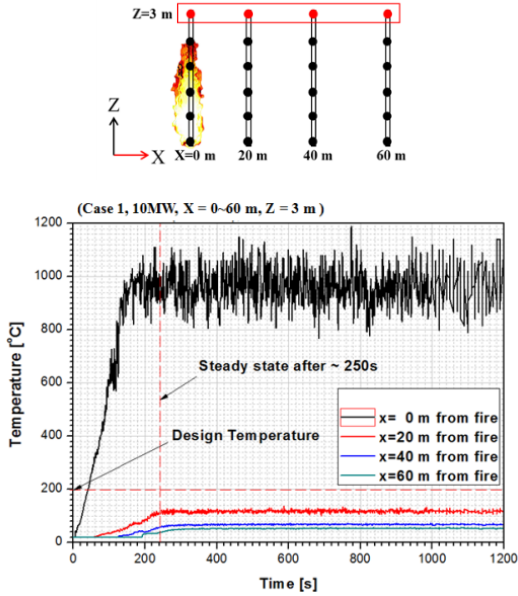 Z=3 m
Z
X
X=0 m 20 m 40 m 60 m
(Case 1, 10MW, X = 0~60 m, Z = 3 m )
1200
1000
800
600
400
200
0
Temperature [°C]
Steady state after ~ 250s
Design Temperature
x= 0 m from fire
x=20 m from fire
x=40 m from fire
x=60 m from fire
0 200 400 600 800 1000 1200
Time [s]